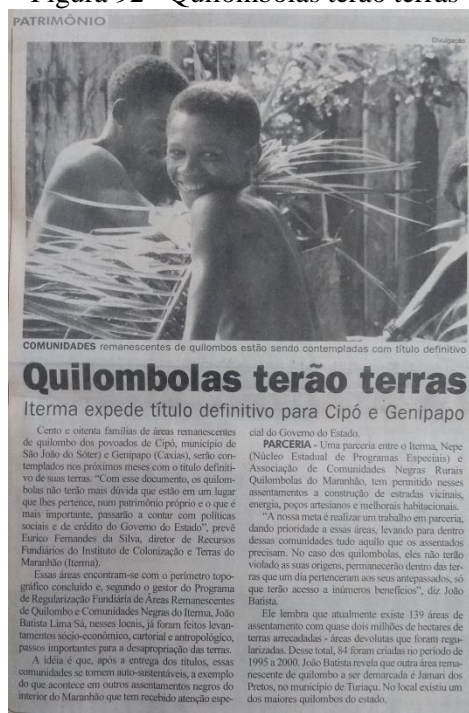 Figura 92 - Quilombolas terão terras
PATRIMÔNIO
Divulgação
COMUNIDADES remanescentes de quilombos estão sendo contempladas com título definitivo
Quilombolas terão terras
Iterma expede título definitivo para Cipó e Genipapo
Cento e oitenta famílias de áreas remanescentes
de quilombo dos povoados de Cipó, município de
São João do Sóter) e Genipapo (Caxias), serão con-
templados nos próximos meses com o título definiti-
vo de suas terras. “Com esse documento, os quilom-
bolas não terão mais dúvida que estão em um lugar
que lhes pertence, num patrimônio próprio e o que é
mais importante, passarão a contar com políticas
sociais e de crédito do Governo do Estado”, prevê
Eurico Fernandes da Silva, diretor de Recursos
Fundiários do Instituto de Colonização e Terras do
Maranhão (Iterma).
Essas áreas encontram-se com o perímetro topo-
gráfico concluído e, segundo o gestor do Programa
de Regularização Fundiária de Áreas Remanescentes
de Quilombo e Comunidades Negras do Iterma, João
Batista Lima Sá, nesses locais, já foram feitos levan-
tamentos sócio-econômico, cartorial e antropológico,
passos importantes para a desapropriação das terras.
A idéia é que, após a entrega dos títulos, essas
comunidades se tornem auto-sustentáveis, a exemplo
do que acontece em outros assentamentos negros do
interior do Maranhão que tem recebido atenção espe-
cial do Governo do Estado.
PARCERIA - Uma parceria entre o Iterma, Nepe
(Núcleo Estadual de Programas Especiais) e
Associação de Comunidades Negras Rurais
Quilombolas do Maranhão, tem permitido nesses
assentamentos a construção de estradas vicinais,
energia, poços artesianos e melhorais habitacionais.
“A nossa meta é realizar um trabalho em parceria,
dando prioridade a essas áreas, levando para dentro
dessas comunidades tudo aquilo que os assentados
precisam. No caso dos quilombolas, eles não terão
violado as suas origens, permanecerão dentro das ter-
ras que um dia pertenceram aos seus antepassados, só
que terão acesso a inúmeros benefícios”, diz João
Batista.
Ele lembra que atualmente existe 139 áreas de
assentamento com quase dois milhões de hectares de
terras arrecadadas - áreas devolutas que foram regu-
larizadas. Desse total, 84 foram criadas no período de
1995 a 2000. João Batista revela que outra área rema-
nescente de quilombo a ser demarcada é Jamari dos
Pretos, no município de Turiaçu. No local existiu um
dos maiores quilombos do estado.